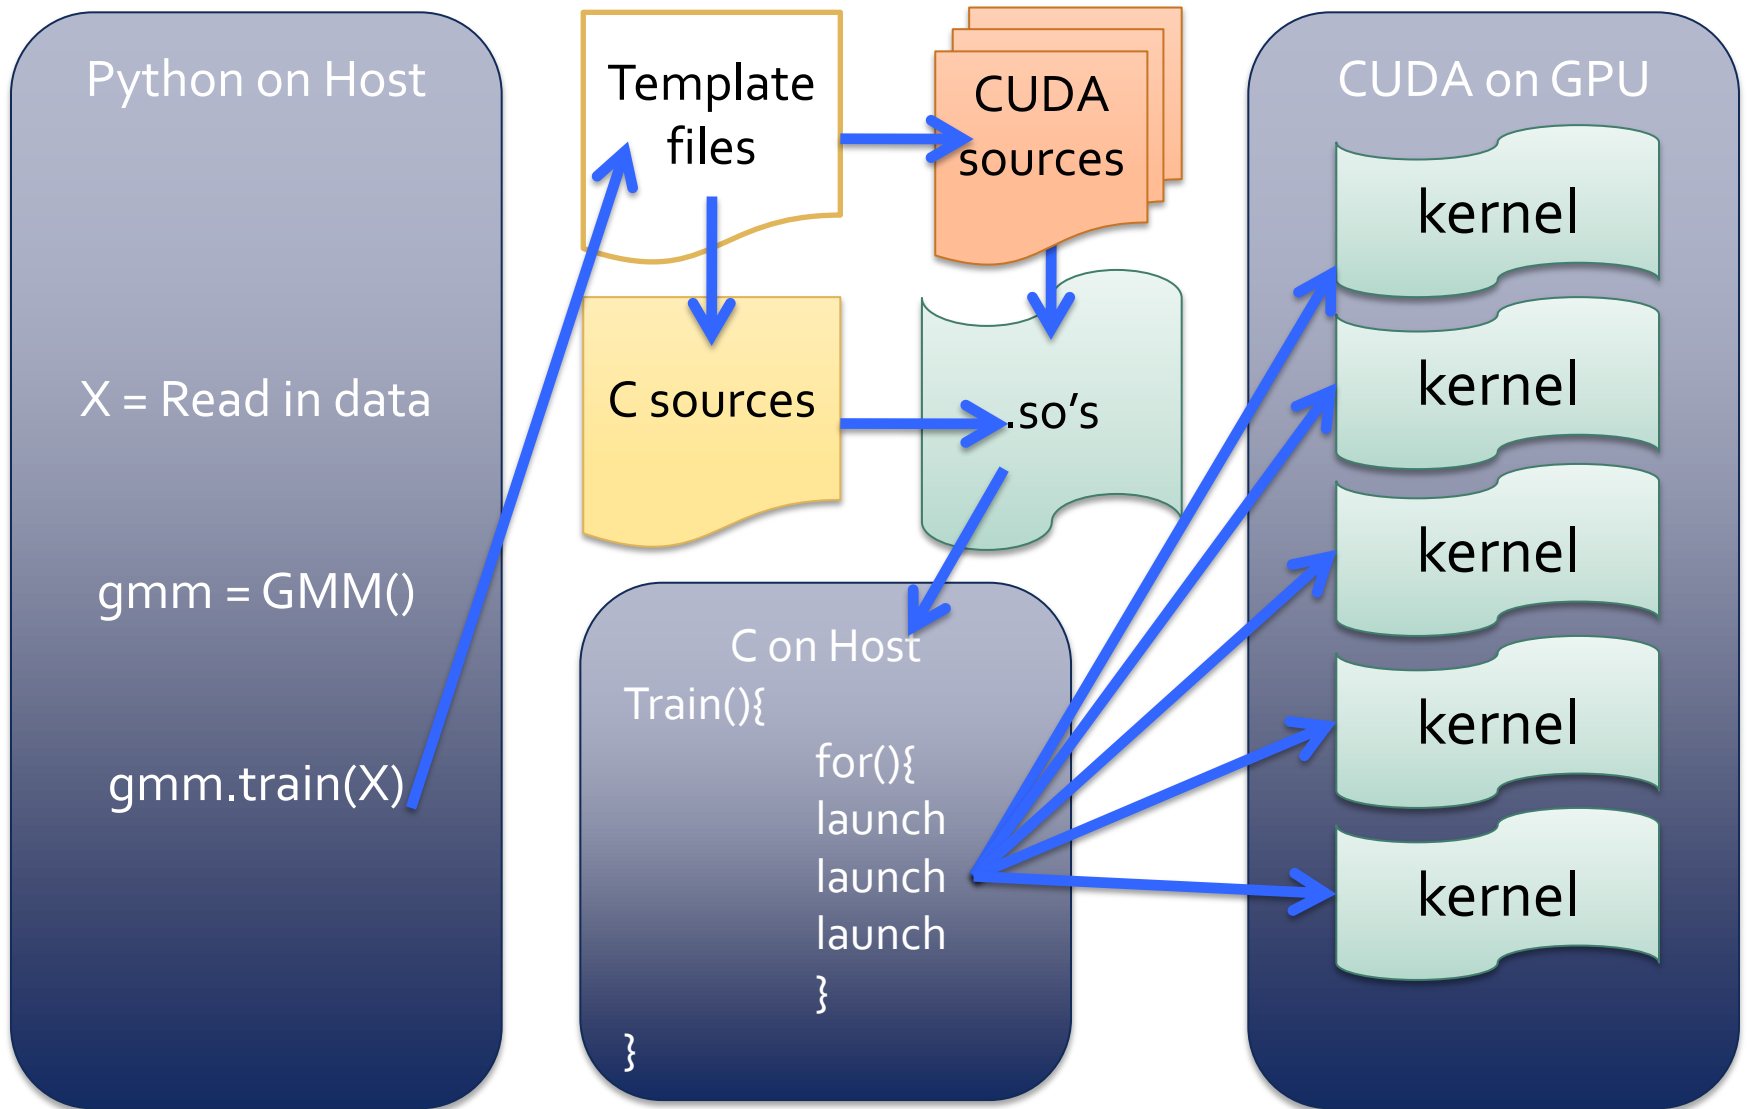 Python on Host
X = Read in data
gmm = GMM()
gmm.train(X)
Template
files
CUDA
sources
C sources
.so’s
C on Host
Train(){
for(){
launch
launch
launch
}
}
CUDA on GPU
kernel
kernel
kernel
kernel
kernel